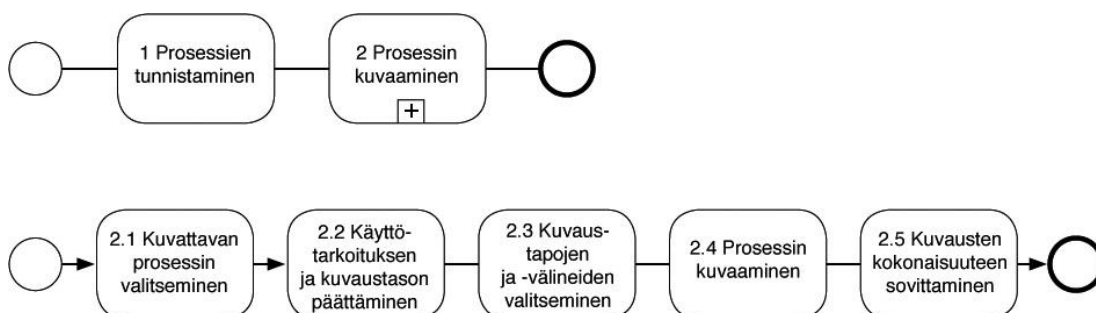 1 Prosessien
tunnistaminen
2 Prosessin
kuvaaminen
+
2.1 Kuvattavan
prosessin
valitseminen
2.2 Käyttö-
tarkoituksen
ja kuvaustason
päättäminen
2.3 Kuvaus-
tapojen
ja -välineiden
valitseminen
2.4 Prosessin
kuvaaminen
2.5 Kuvausten
kokonaisuuteen
sovittaminen